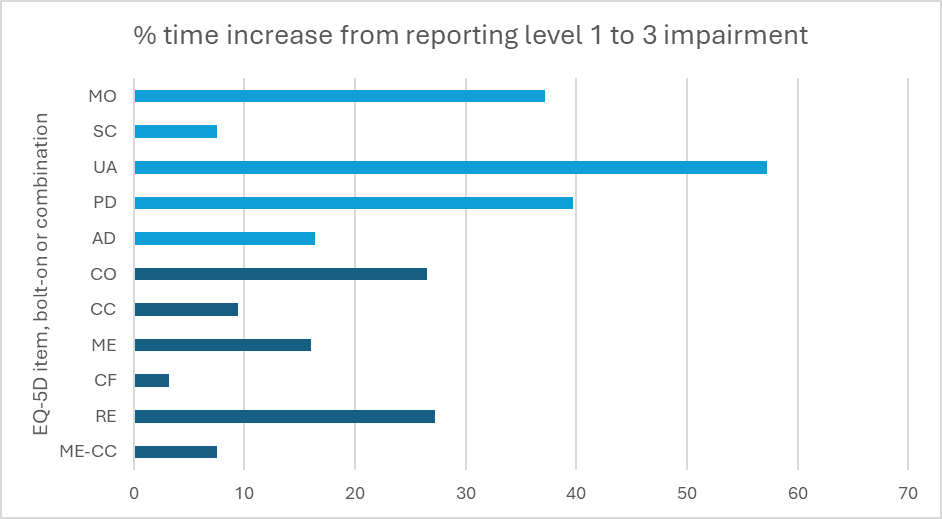 % time increase from reporting level 1 to 3 impairment
EQ-5D item, bolt-on or combination
MO
SC
UA
PD
AD
CO
CC
ME
CF
RE
ME-CC
0 10 20 30 40 50 60 70